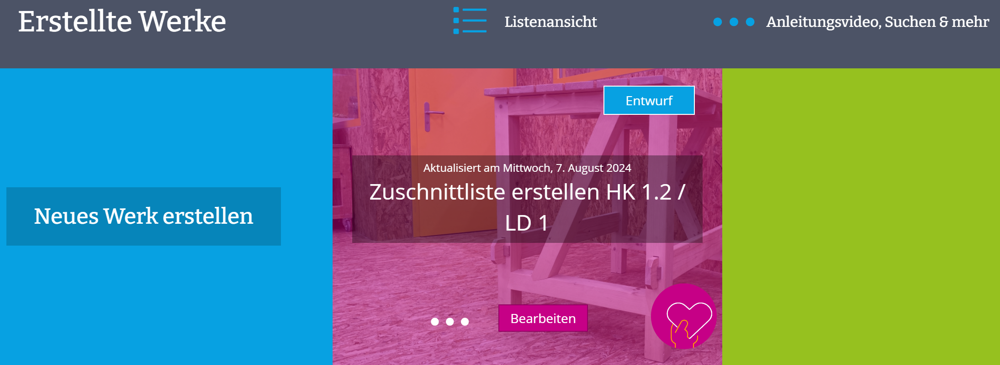 Erstellte Werke
Listenansicht
Anleitungsvideo, Suchen & mehr
Neues Werk erstellen
Entwurf
Aktualisiert am Mittwoch, 7. August 2024
Zuschnittliste erstellen HK 1.2 /
LD 1
Bearbeiten